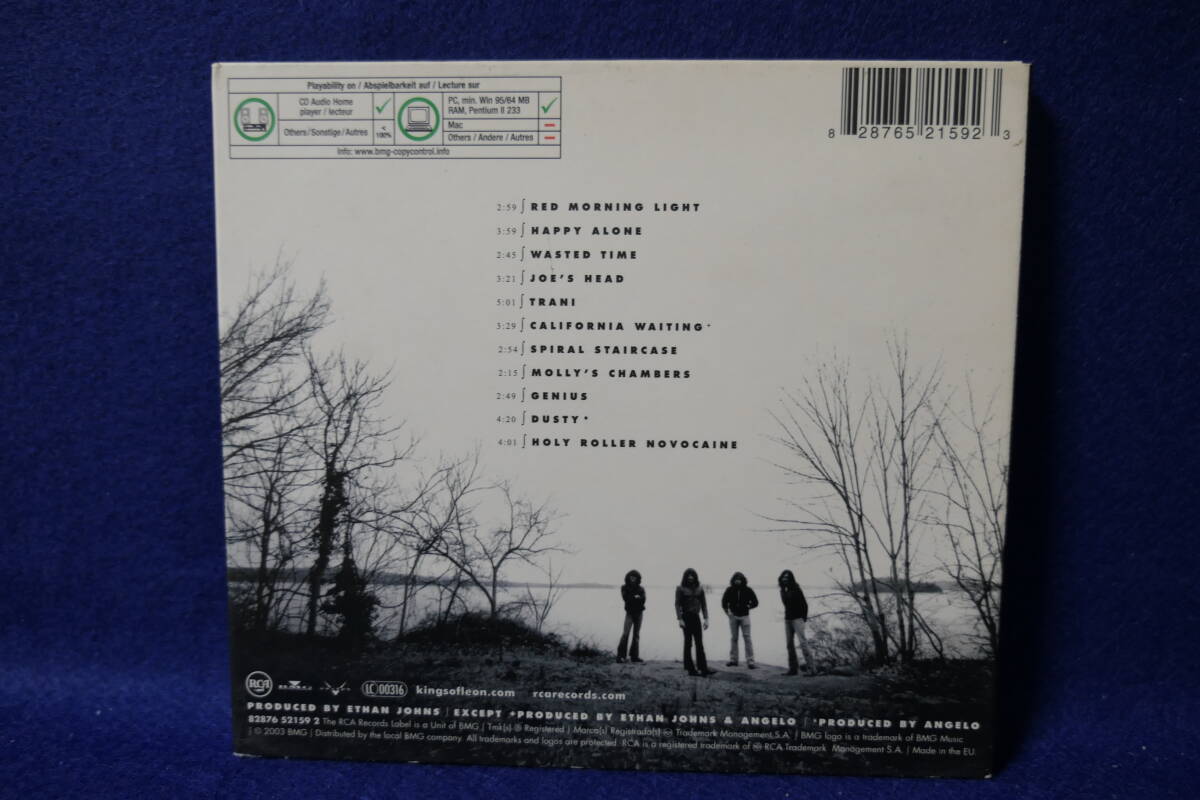 Playability on / Abspielbarkeit auf / Lecture sur
CD Audio Home player / lecteur
Others/Sonstige/Autres
< 100%
PC, min. Win 95/64 MB RAM, Pentium II 233
Mac
Others / Andere / Autres
Info: www.bmg-copycontrol.info
8 28765 21592 3
2:59 ∫ RED MORNING LIGHT
3:59 ∫ HAPPY ALONE
2:45 ∫ WASTED TIME
3:21 ∫ JOE'S HEAD
5:01 ∫ TRANI
3:29 ∫ CALIFORNIA WAITING+
2:54 ∫ SPIRAL STAIRCASE
2:15 ∫ MOLLY'S CHAMBERS
2:49 ∫ GENIUS
4:20 ∫ DUSTY*
4:01 ∫ HOLY ROLLER NOVOCAINE
RCA BMG LC 00316 kingsofleon.com rcarecords.com
PRODUCED BY ETHAN JOHNS | EXCEPT +PRODUCED BY ETHAN JOHNS & ANGELO | *PRODUCED BY ANGELO
82876 52159 2 The RCA Records Label is a Unit of BMG | Tmk(s) ® Registered | Marca(s) Registrada(s) Trademark Management S.A. | BMG logo is a trademark of BMG Music
| © 2003 BMG | Distributed by the local BMG company. All trademarks and logos are protected. RCA is a registered trademark of RCA Trademark Management S.A. | Made in the EU.